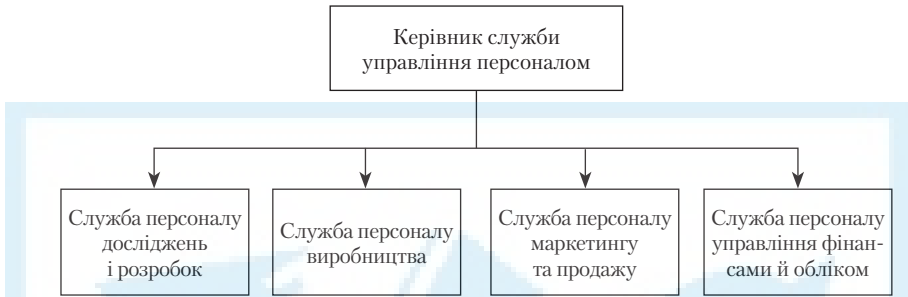 Керівник служби
управління персоналом
Служба персоналу
досліджень
і розробок
Служба персоналу
виробництва
Служба персоналу
маркетингу
та продажу
Служба персоналу
управління фінан-
сами й обліком